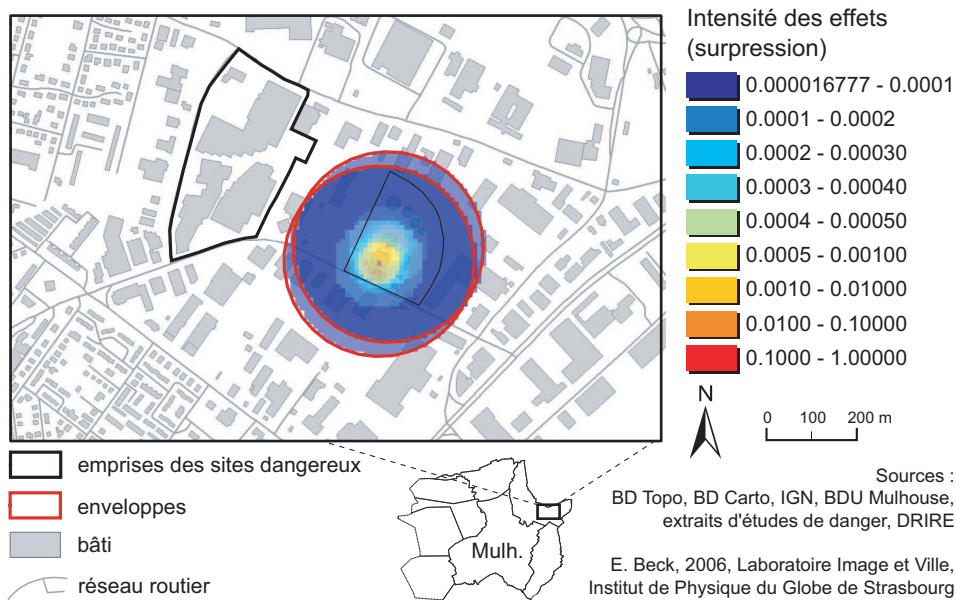 Intensité des effets
(surpression)
0.000016777 - 0.0001
0.0001 - 0.0002
0.0002 - 0.00030
0.0003 - 0.00040
0.0004 - 0.00050
0.0005 - 0.00100
0.0010 - 0.01000
0.0100 - 0.10000
0.1000 - 1.00000
N
0 100 200 m
emprises des sites dangereux
enveloppes
bâti
réseau routier
Mulh.
Sources :
BD Topo, BD Carto, IGN, BDU Mulhouse,
extraits d'études de danger, DRIRE
E. Beck, 2006, Laboratoire Image et Ville,
Institut de Physique du Globe de Strasbourg